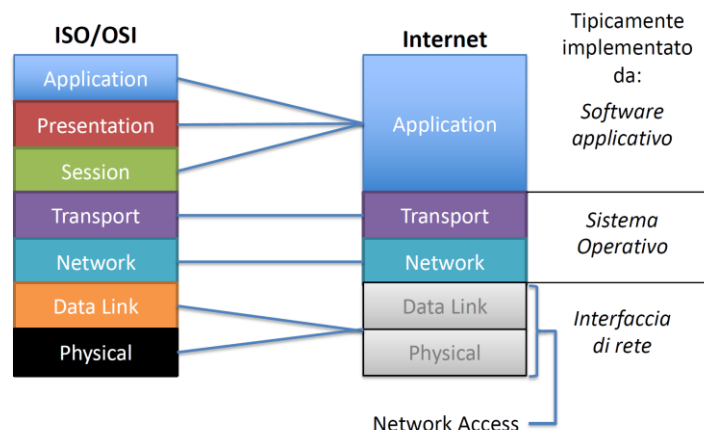 ISO/OSI
Application
Presentation
Session
Transport
Network
Data Link
Physical
Internet
Application
Transport
Network
Data Link
Physical
Network Access
Tipicamente
implementato
da:
Software
applicativo
Sistema
Operativo
Interfaccia
di rete